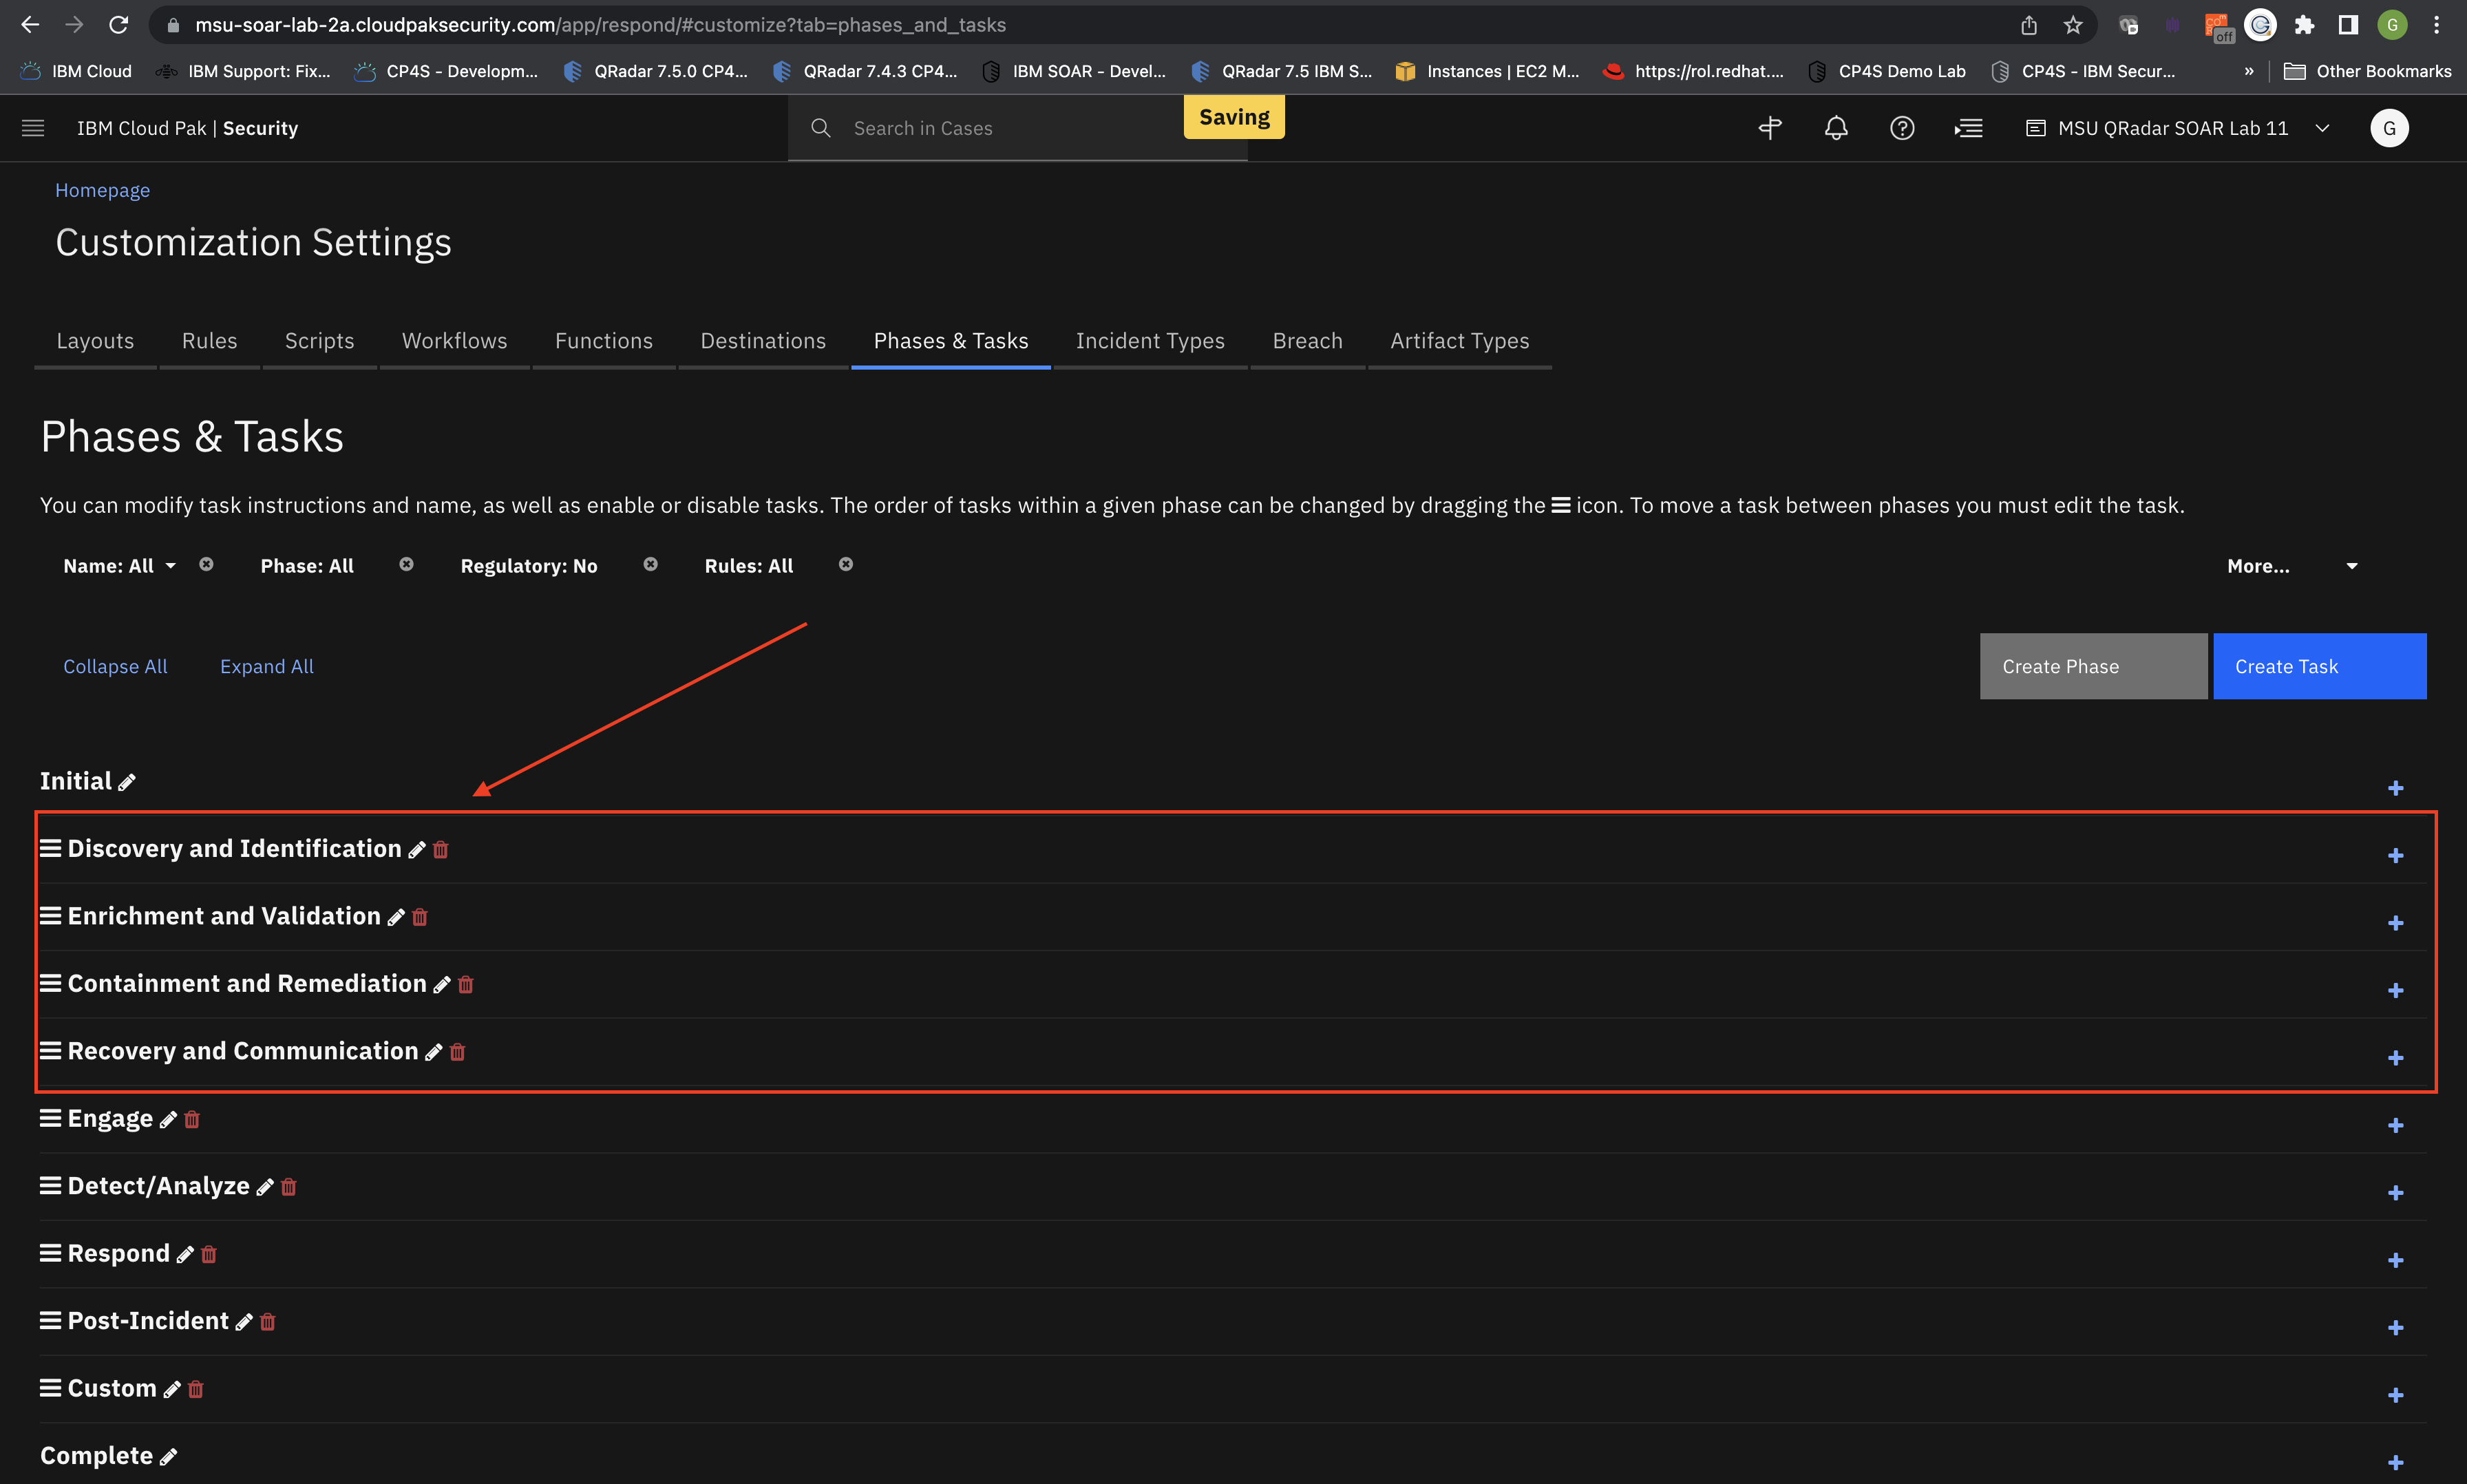 msu-soar-lab-2a.cloudpaksecurity.com/app/respond/#customize?tab=phases_and_tasks
off
G
IBM Cloud
IBM Support: Fix...
CP4S - Developm...
QRadar 7.5.0 CP4...
QRadar 7.4.3 CP4...
IBM SOAR - Devel...
QRadar 7.5 IBM S...
Instances | EC2 M...
https://rol.redhat....
CP4S Demo Lab
CP4S - IBM Secur...
»
Other Bookmarks
IBM Cloud Pak | Security
Search in Cases
Saving
MSU QRadar SOAR Lab 11
G
Homepage
Customization Settings
Layouts
Rules
Scripts
Workflows
Functions
Destinations
Phases & Tasks
Incident Types
Breach
Artifact Types
Phases & Tasks
You can modify task instructions and name, as well as enable or disable tasks. The order of tasks within a given phase can be changed by dragging the icon. To move a task between phases you must edit the task.
Name: All
Phase: All
Regulatory: No
Rules: All
More...
Collapse All
Expand All
Create Phase
Create Task
Initial
Discovery and Identification
Enrichment and Validation
Containment and Remediation
Recovery and Communication
Engage
Detect/Analyze
Respond
Post-Incident
Custom
Complete